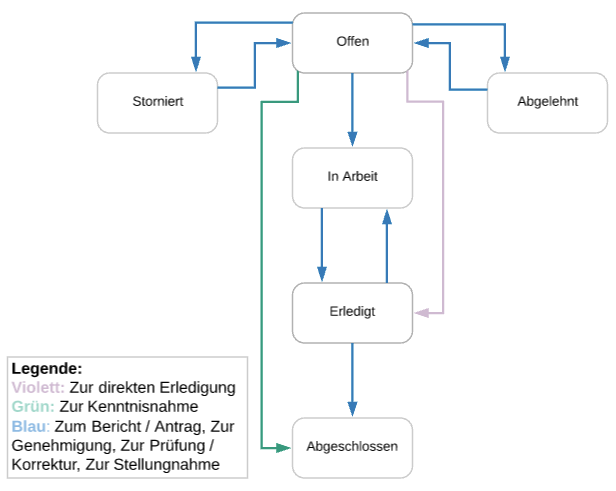 Offen
Storniert
Abgelehnt
In Arbeit
Erledigt
Abgeschlossen
Legende:
Violett: Zur direkten Erledigung
Grün: Zur Kenntnisnahme
Blau: Zum Bericht / Antrag, Zur
Genehmigung, Zur Prüfung /
Korrektur, Zur Stellungnahme